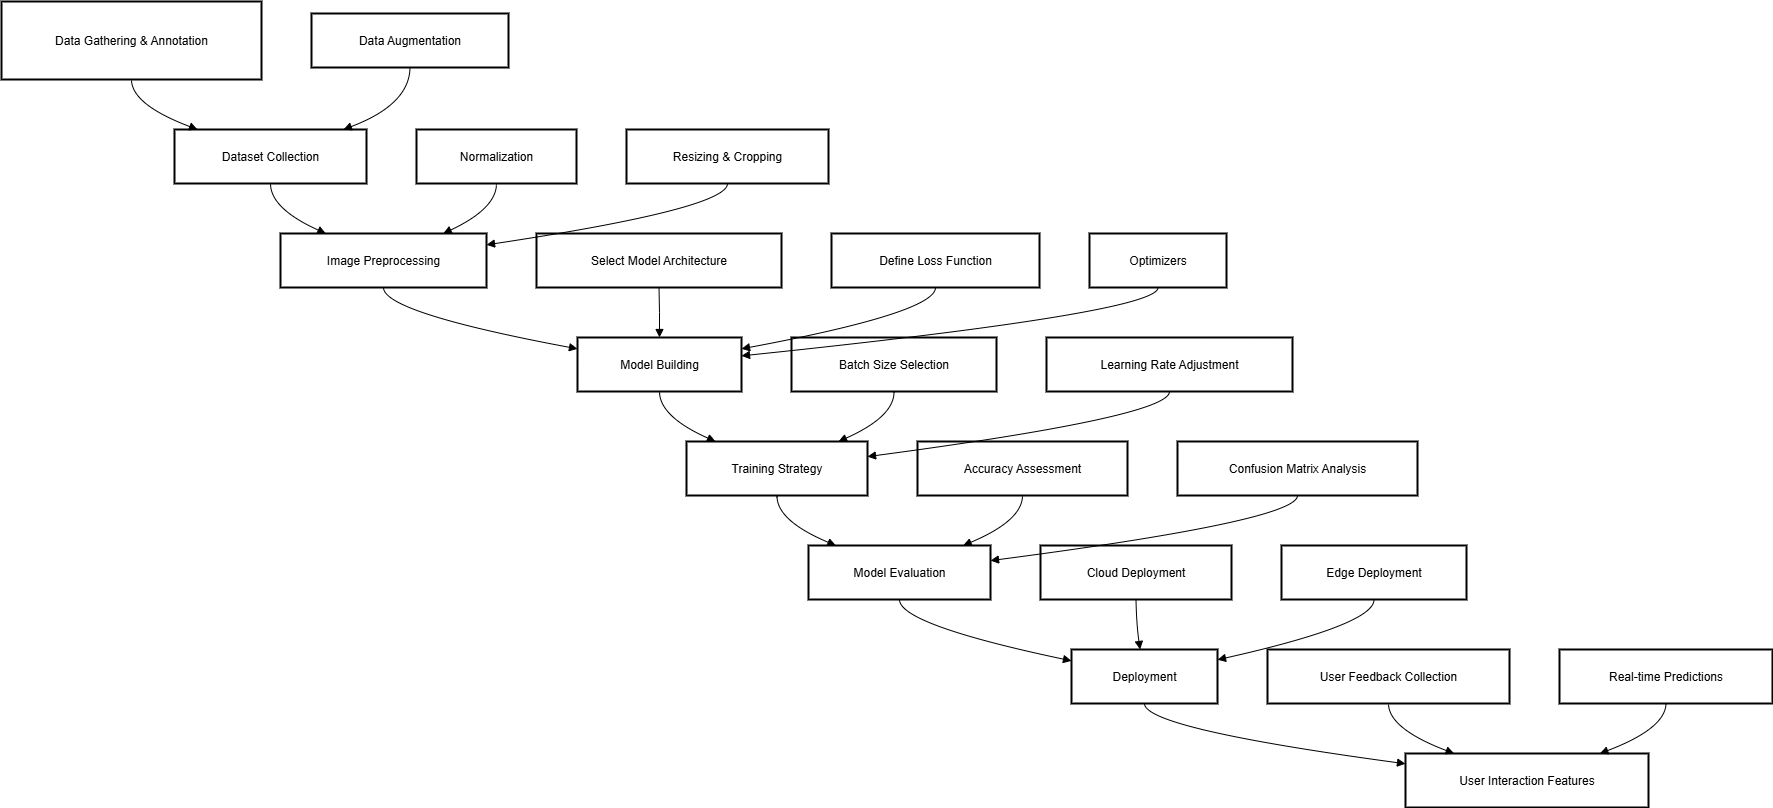 Data Gathering & Annotation
Data Augmentation
Dataset Collection
Normalization
Resizing & Cropping
Image Preprocessing
Select Model Architecture
Define Loss Function
Optimizers
Model Building
Batch Size Selection
Learning Rate Adjustment
Training Strategy
Accuracy Assessment
Confusion Matrix Analysis
Model Evaluation
Cloud Deployment
Edge Deployment
Deployment
User Feedback Collection
Real-time Predictions
User Interaction Features